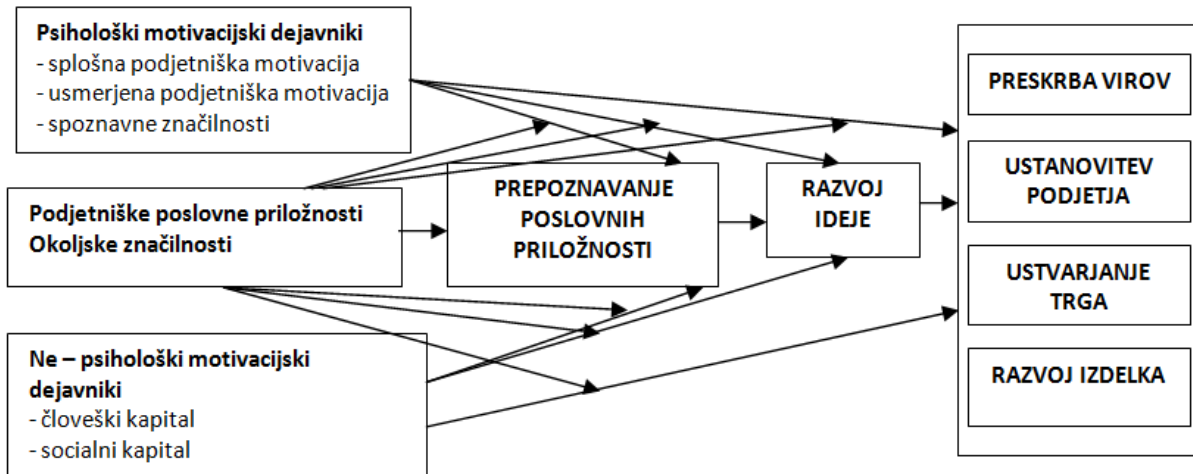 Psihološki motivacijski dejavniki
- splošna podjetniška motivacija
- usmerjena podjetniška motivacija
- spoznavne značilnosti
Podjetniške poslovne priložnosti
Okoljske značilnosti
Ne – psihološki motivacijski
dejavniki
- človeški kapital
- socialni kapital
PREPOZNAVANJE
POSLOVNIH
PRILOŽNOSTI
RAZVOJ
IDEJE
PRESKRBA VIROV
USTANOVITEV
PODJETJA
USTVARJANJE
TRGA
RAZVOJ IZDELKA